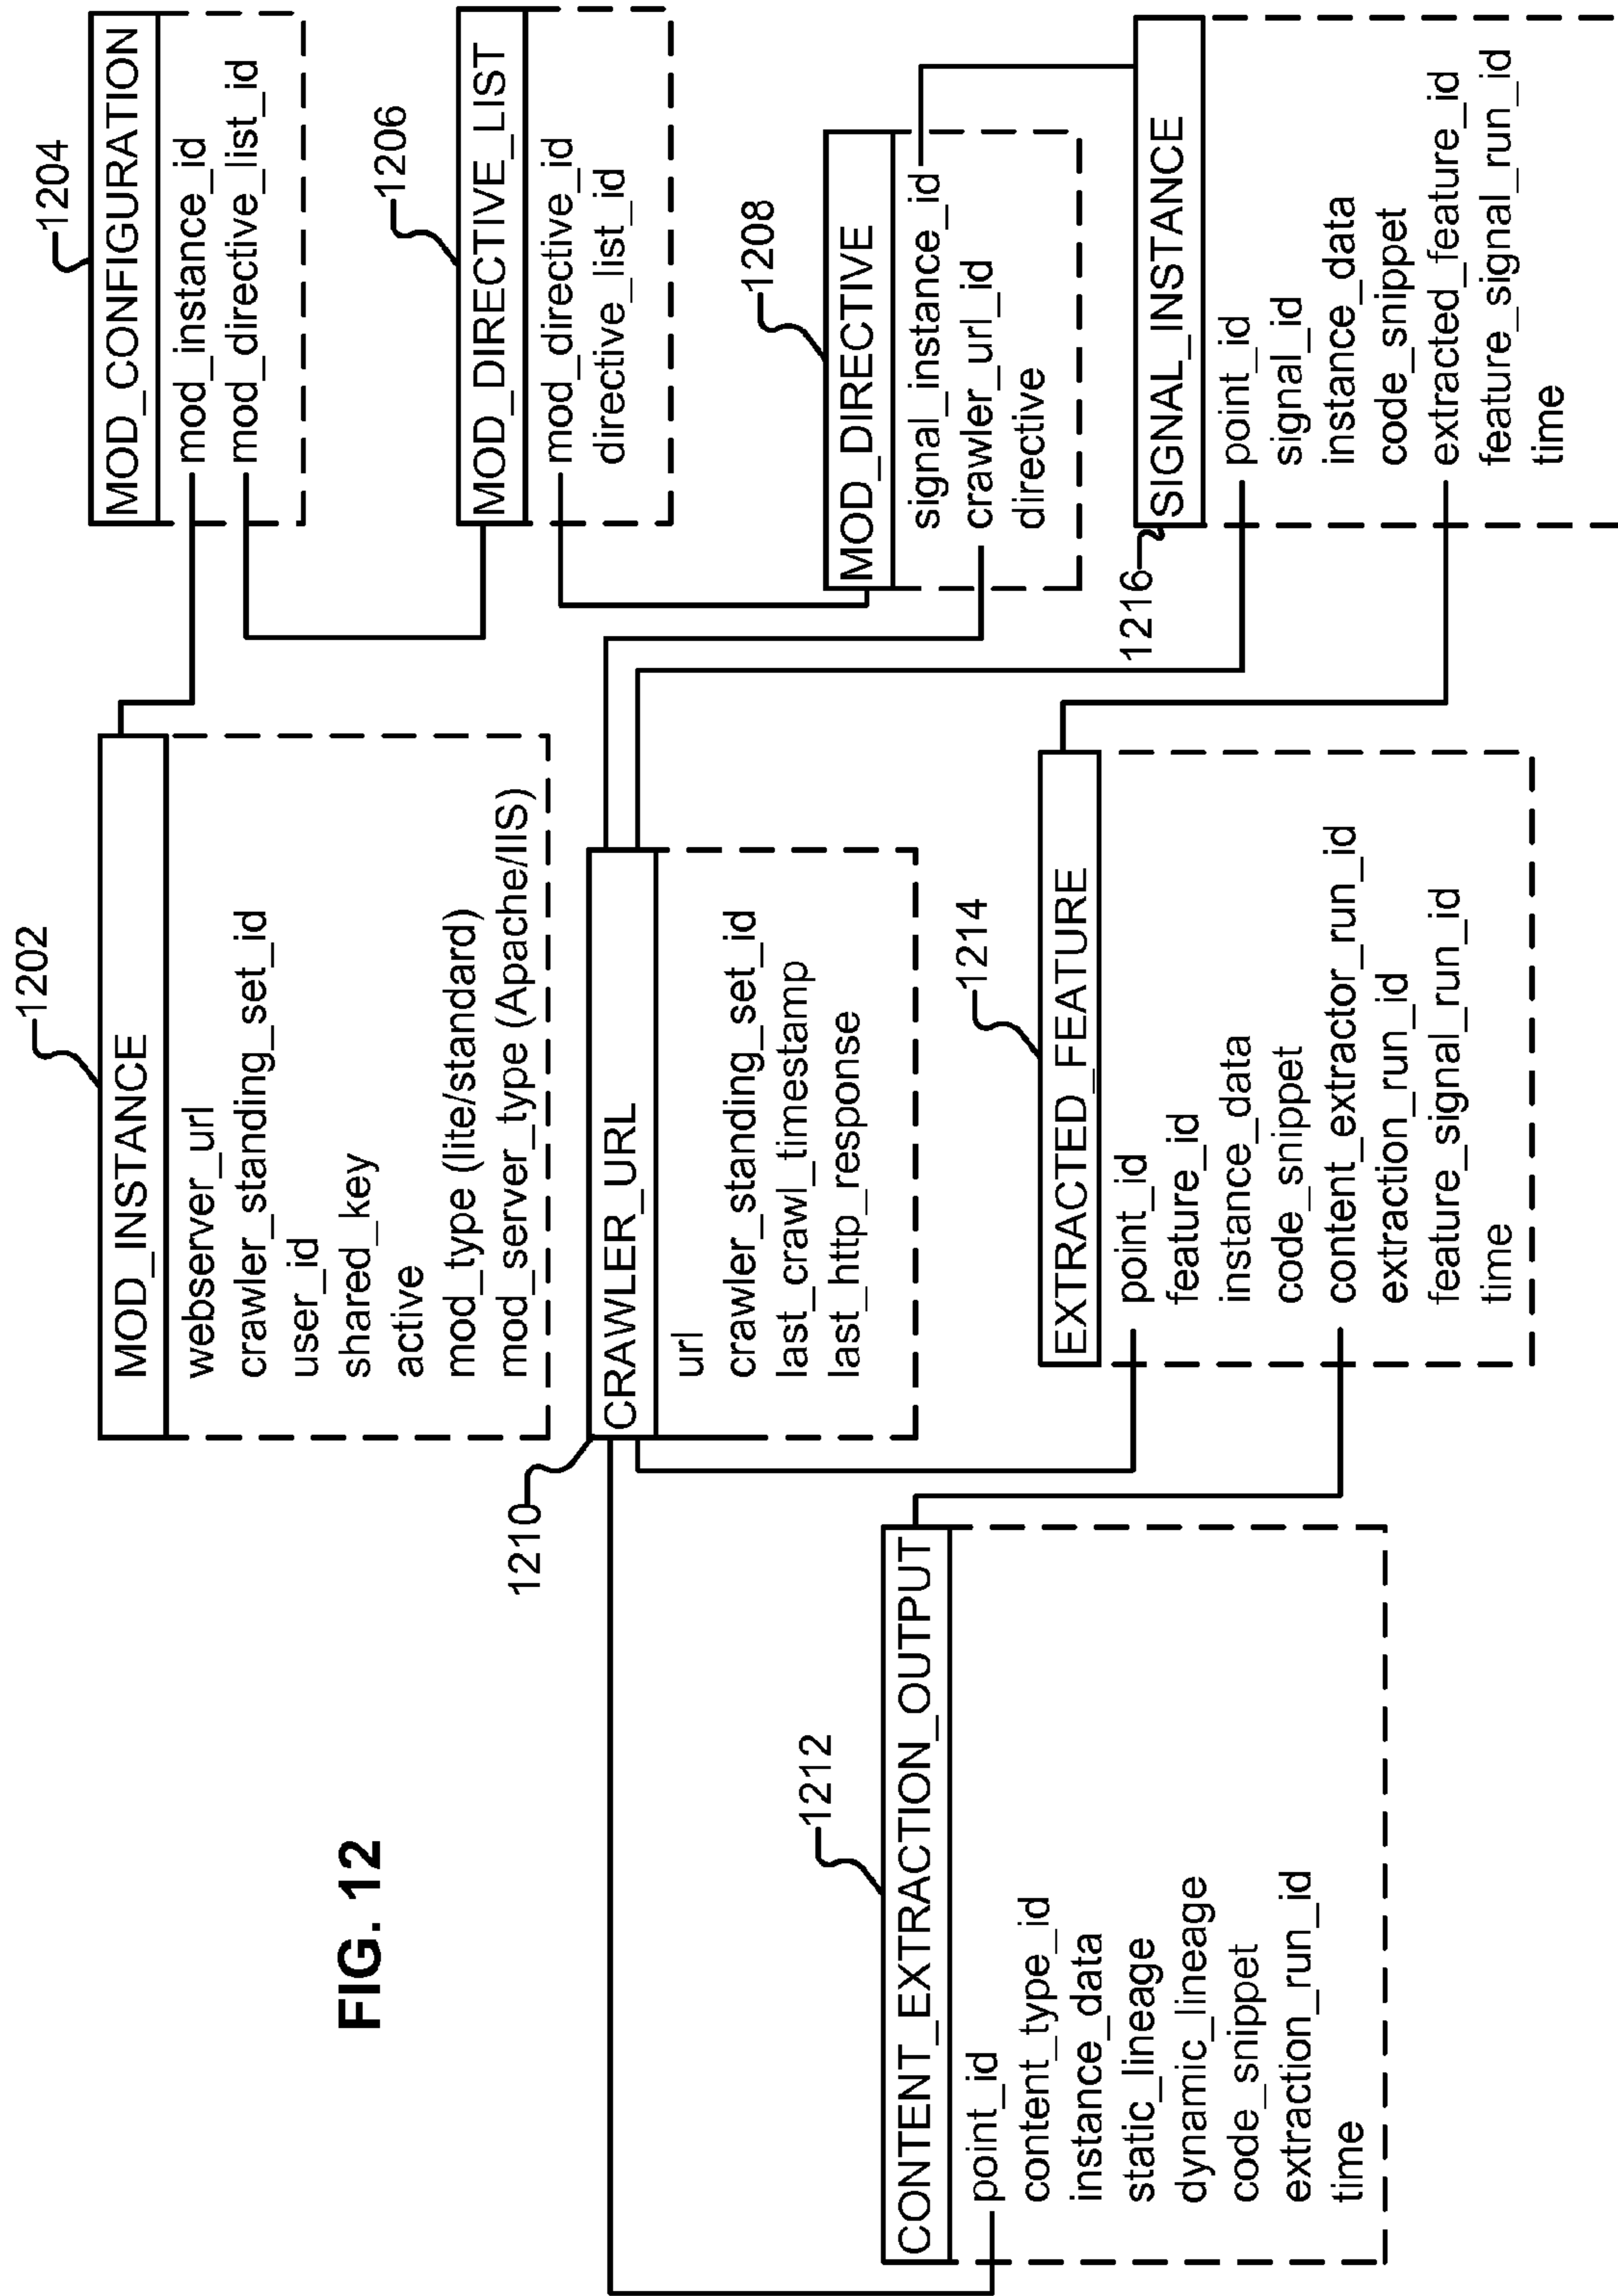 FIG. 12
1202
MOD_INSTANCE
webserver_url
crawler_standing_set_id
user_id
shared_key
active
mod_type (lite/standard)
mod_server_type (Apache/IIS)
1204
MOD_CONFIGURATION
mod_instance_id
mod_directive_list_id
1206
MOD_DIRECTIVE_LIST
mod_directive_id
directive_list_id
1208
MOD_DIRECTIVE
signal_instance_id
crawler_url_id
directive
1210
CRAWLER_URL
url
crawler_standing_set_id
last_crawl_timestamp
last_http_response
1212
CONTENT_EXTRACTION_OUTPUT
point_id
content_type_id
instance_data
static_lineage
dynamic_lineage
code_snippet
extraction_run_id
time
1214
EXTRACTED_FEATURE
point_id
feature_id
instance_data
code_snippet
content_extractor_run_id
extraction_run_id
feature_signal_run_id
time
1216
SIGNAL_INSTANCE
point_id
signal_id
instance_data
code_snippet
extracted_feature_id
feature_signal_run_id
time